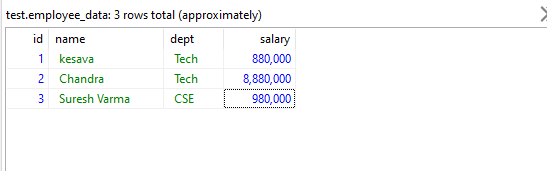 test.employee_data: 3 rows total (approximately)
id name dept salary
1 kesava Tech 880,000
2 Chandra Tech 8,880,000
3 Suresh Varma CSE 980,000